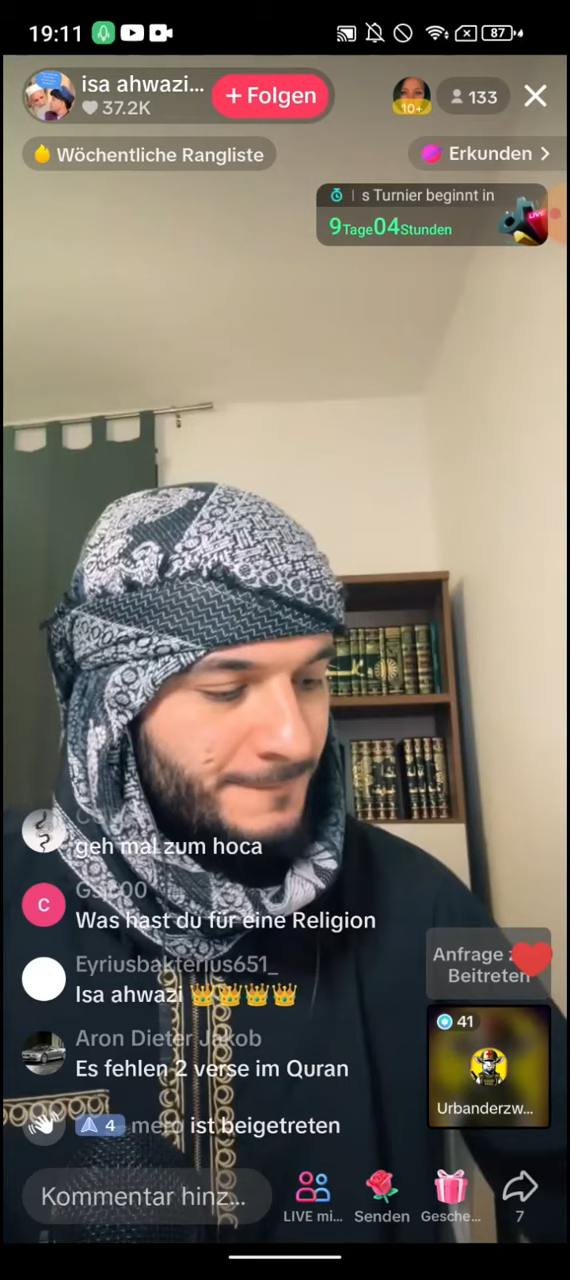 19:11
87
isa ahwazi...
37.2K
+ Folgen
10+
133
Wöchentliche Rangliste
Erkunden >
s Turnier beginnt in
9Tage04Stunden
LIVE
geh mal zum hoca
Was hast du für eine Religion
Eyriusbakterius651_
Isa ahwazi 👑👑👑👑
Aron Dieter Jakob
Es fehlen 2 verse im Quran
4 mero ist beigetreten
Anfrage
Beitreten
41
Urbanderzw...
C
Kommentar hinz...
LIVE mi...
Senden
Gesche...
7